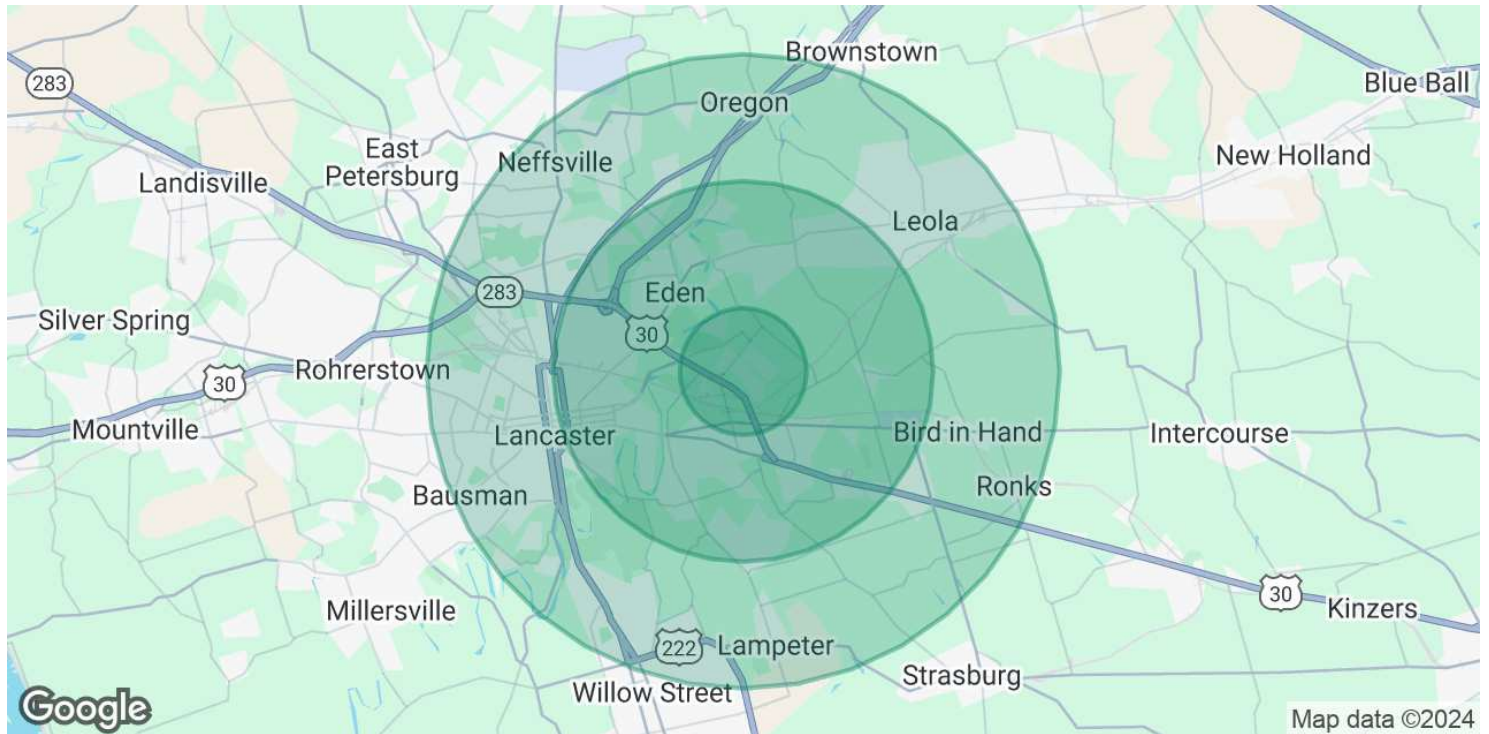 Brownstown
283
Blue Ball
Oregon
East
Petersburg
Neffsville
New Holland
Landisville
Leola
283
Eden
Silver Spring
30
Rohrerstown
30
Mountville
Lancaster
Bird in Hand
Intercourse
Bausman
Ronks
30
Millersville
Kinzers
222
Lampeter
Strasburg
Willow Street
Google
Map data ©2024